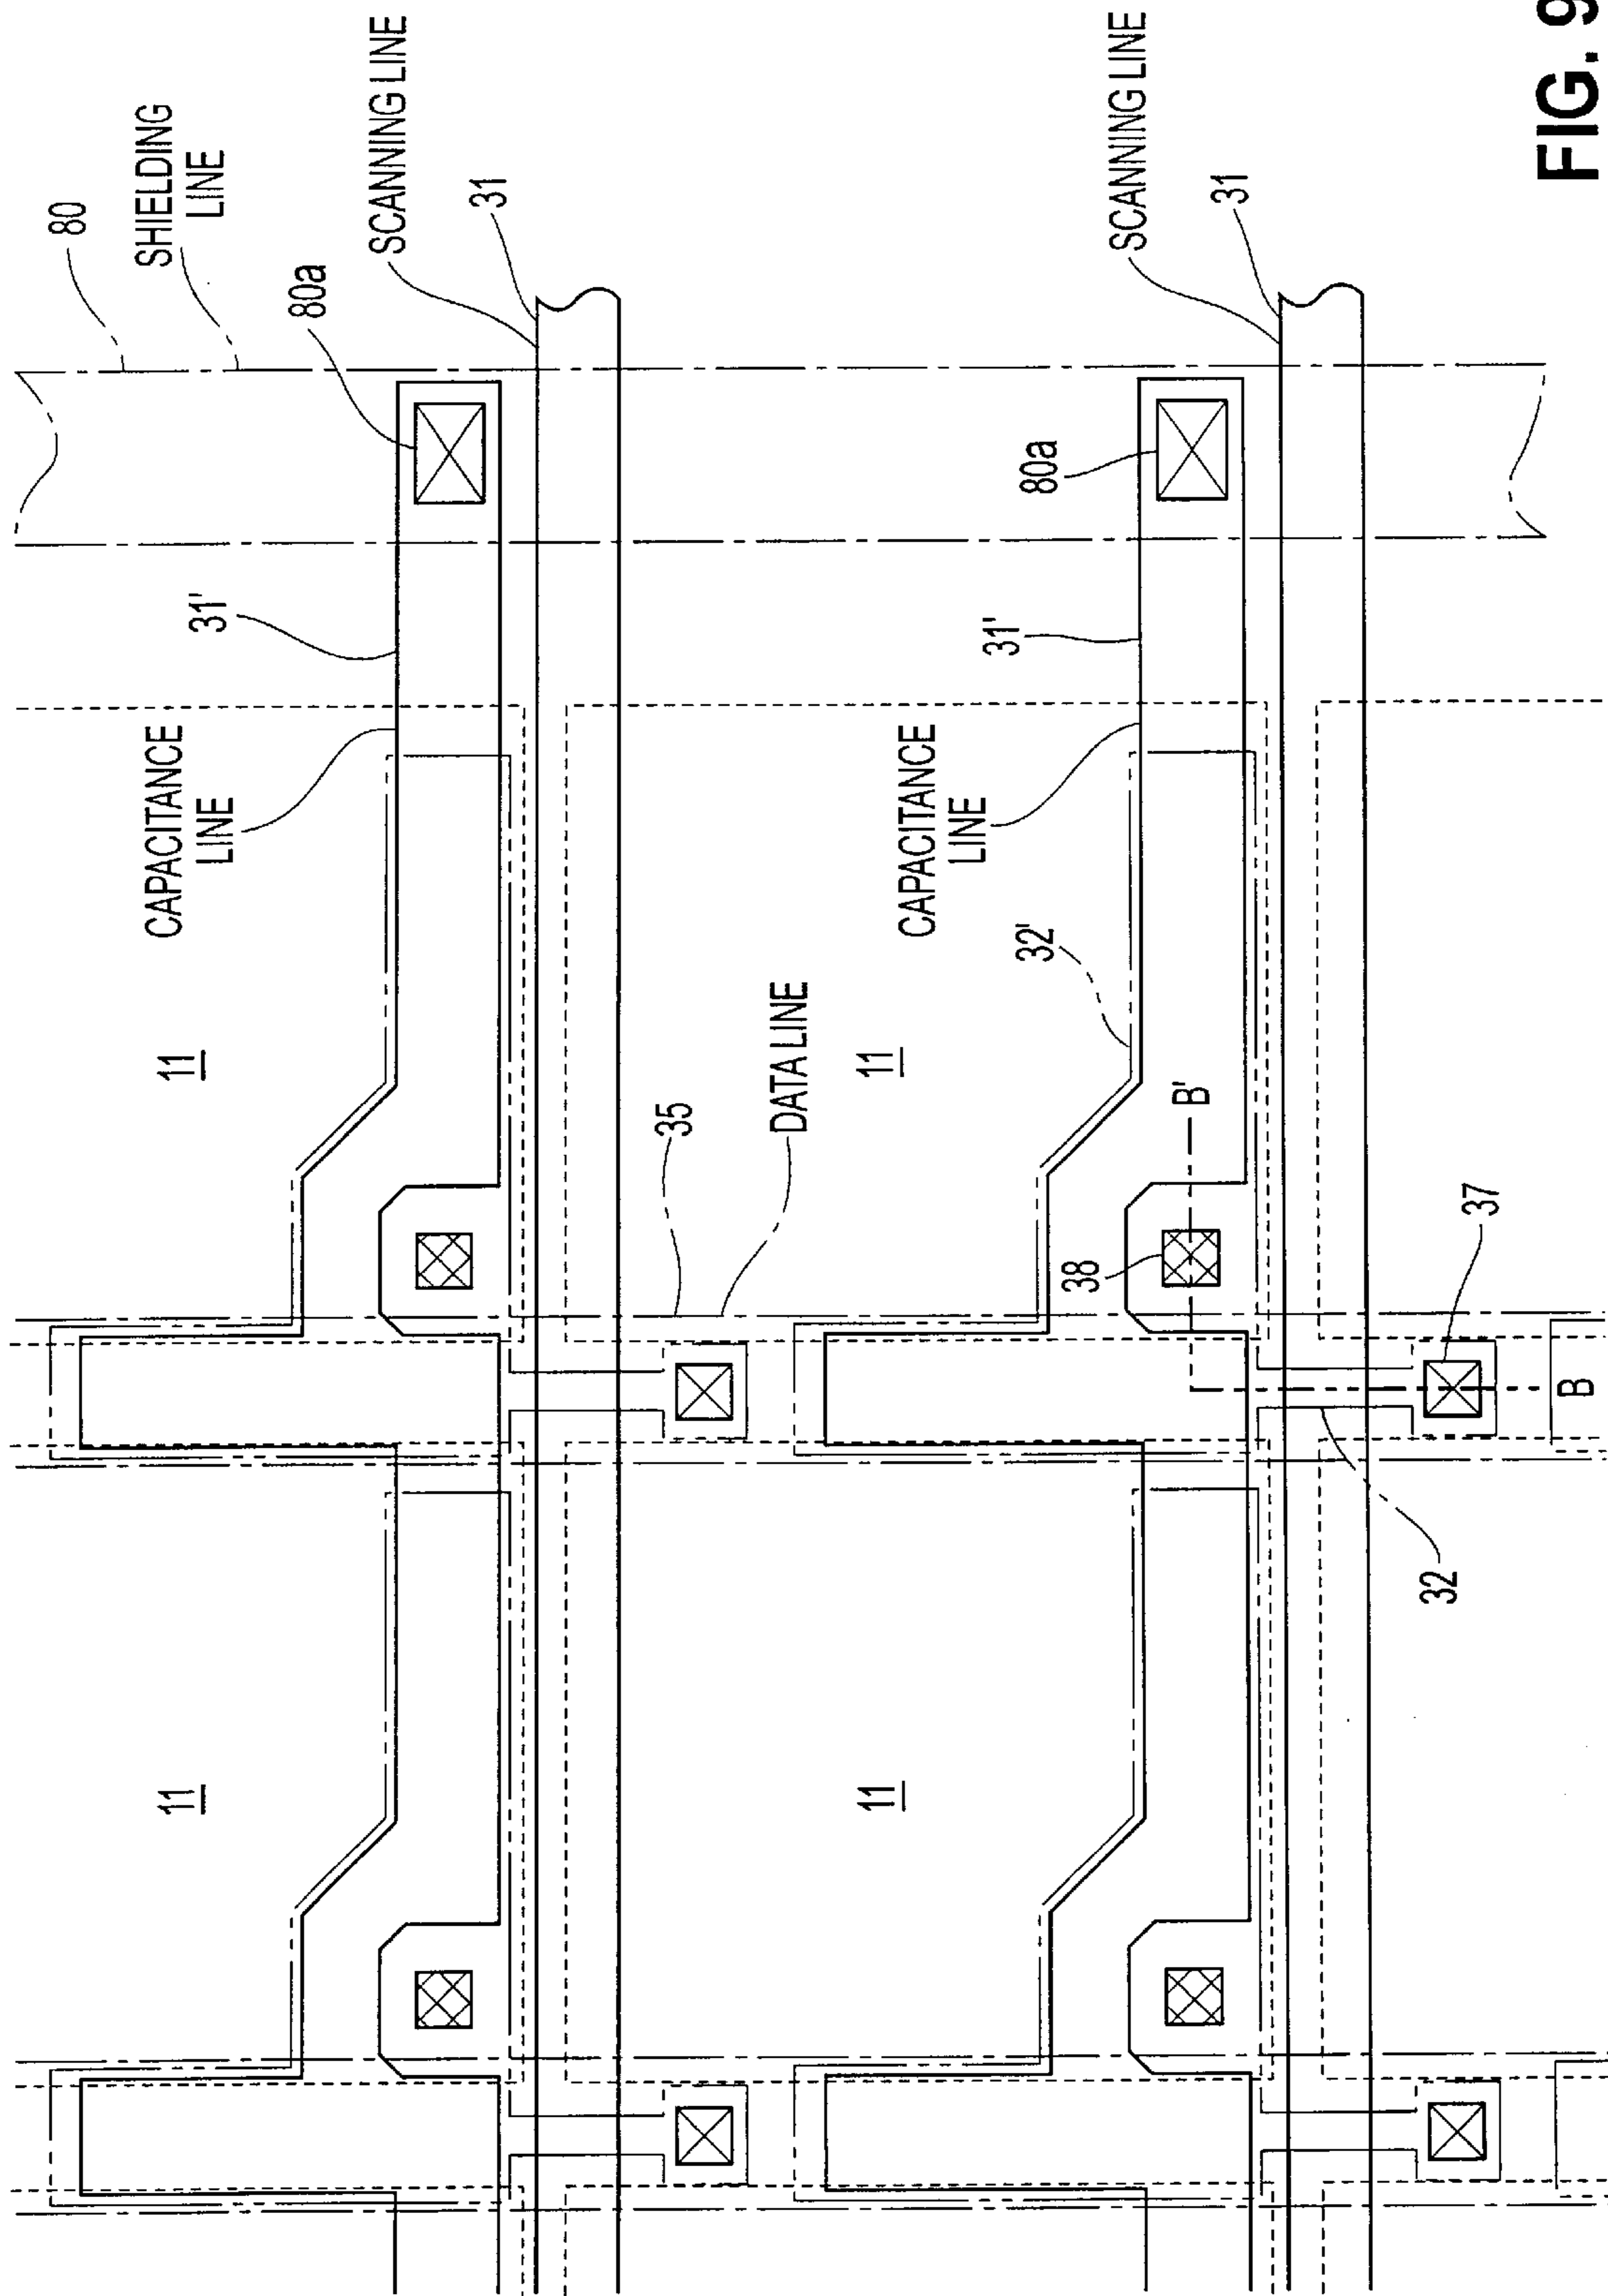 80
SHIELDING
LINE
SCANNING LINE
31
80a
31'
CAPACITANCE
LINE
11
11
SCANNING LINE
31
80a
31'
CAPACITANCE
LINE
32'
35
DATA LINE
11
11
B'
38
37
B
32
FIG. 9